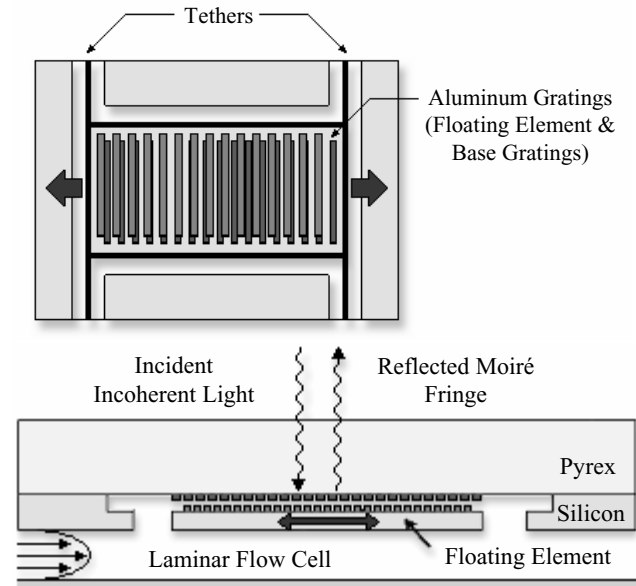 Tethers
Aluminum Gratings
(Floating Element &
Base Gratings)
Incident
Incoherent Light
Reflected Moiré
Fringe
Pyrex
Silicon
Laminar Flow Cell
Floating Element